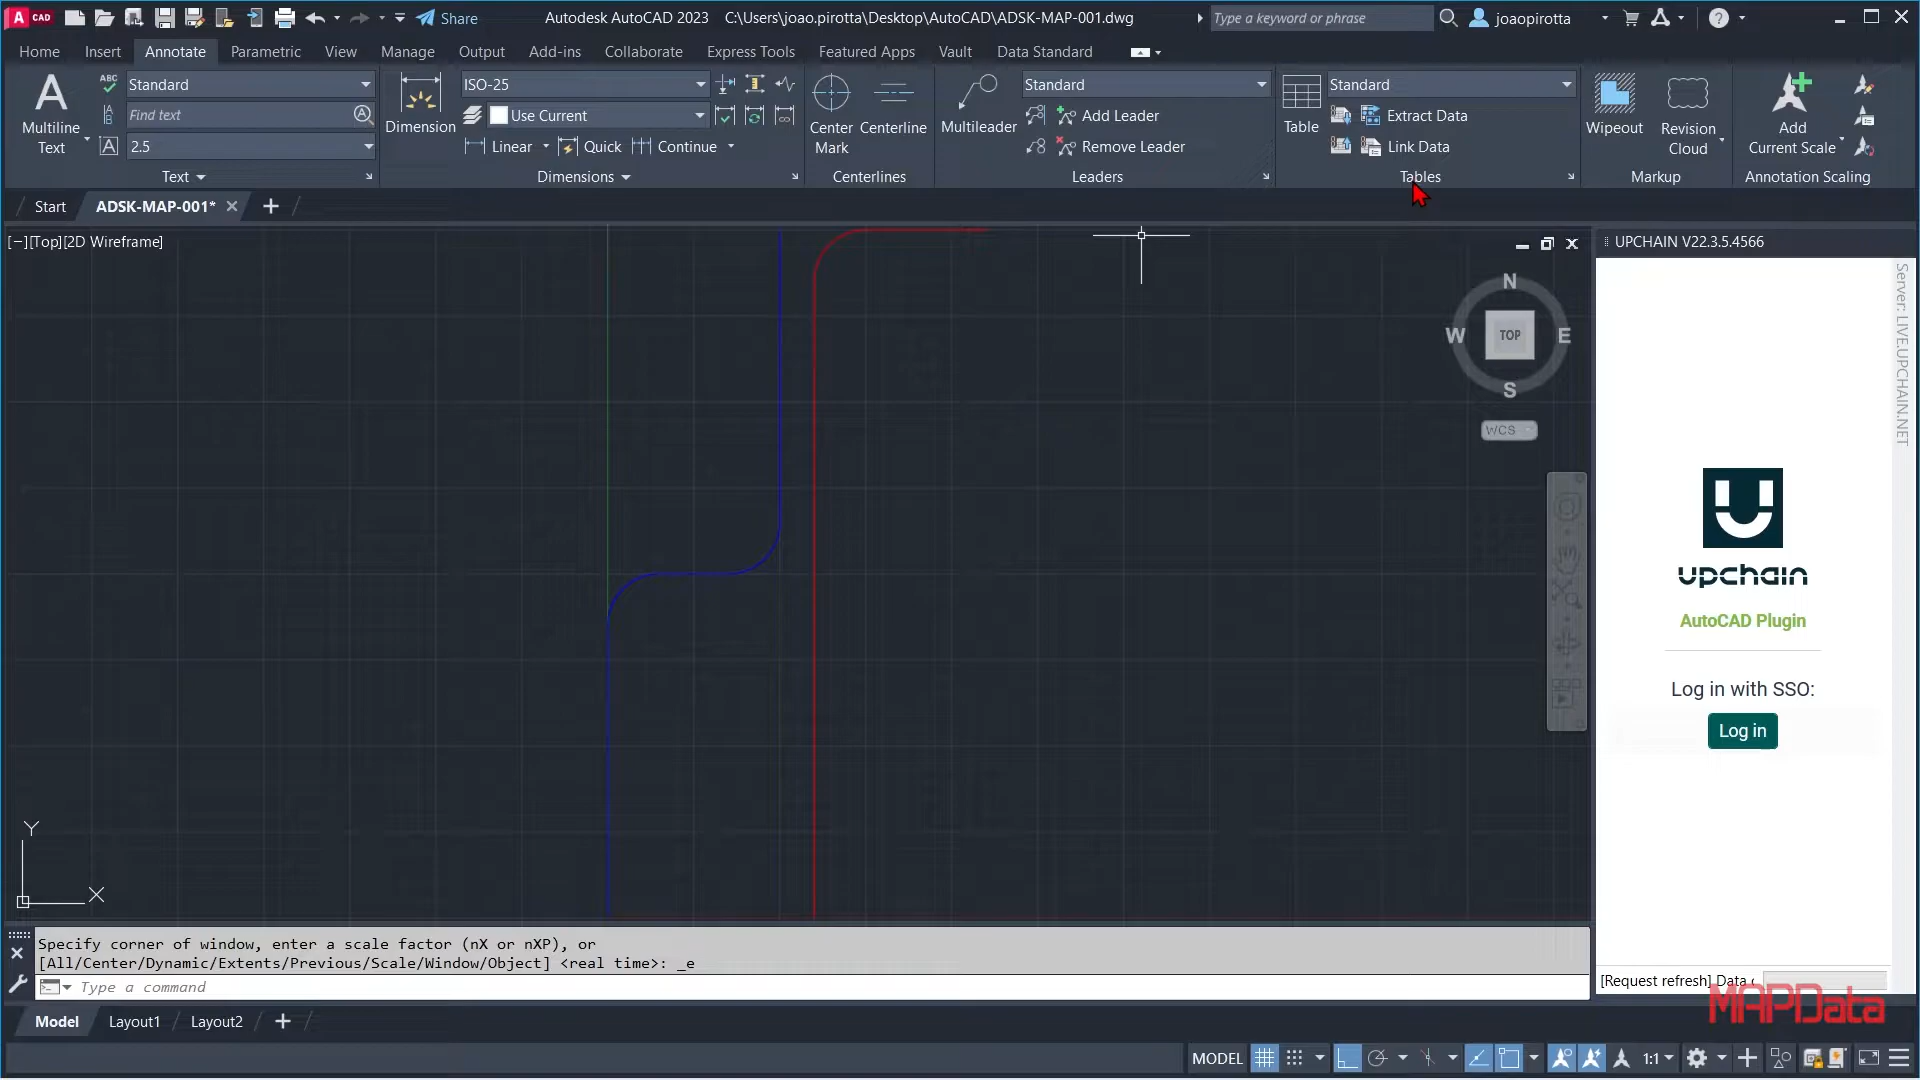 A CAD
Share
Autodesk AutoCAD 2023 C:\Users\joao.pirotta\Desktop\AutoCAD\ADSK-MAP-001.dwg
Type a keyword or phrase
joaopirotta
Home Insert Annotate Parametric View Manage Output Add-ins Collaborate Express Tools Featured Apps Vault Data Standard
Multiline
Text
ABC
Standard
Find text
2.5
Text
Dimension
ISO-25
Use Current
Linear Quick Continue
Dimensions
Center
Mark
Centerline
Centerlines
Multileader
Standard
Add Leader
Remove Leader
Leaders
Table
Standard
Extract Data
Link Data
Tables
Wipeout
Revision
Cloud
Markup
Add
Current Scale
Annotation Scaling
Start ADSK-MAP-001*
[−][Top][2D Wireframe]
N
W TOP E
S
WCS
Y
X
UPCHAIN V22.3.5.4566
Server: LIVE.UPCHAIN.NET
upchain
AutoCAD Plugin
Log in with SSO:
Log in
[Request refresh] Data
MAPData
Specify corner of window, enter a scale factor (nX or nXP), or
[All/Center/Dynamic/Extents/Previous/Scale/Window/Object] <real time>: _e
Type a command
Model Layout1 Layout2
MODEL
1:1